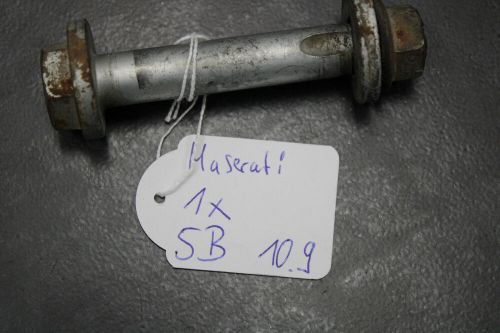 Maserati
1x
SB 10.9